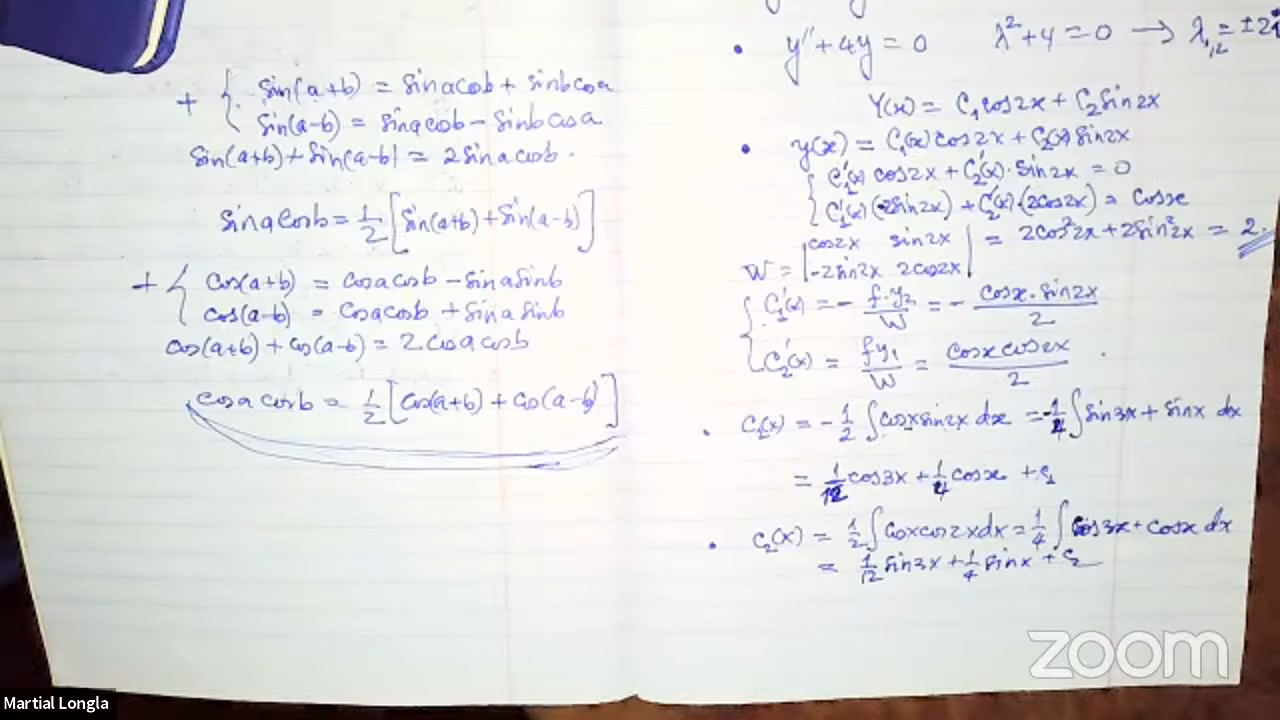 + { sin(a+b) = sinacosb + sinbcosa
sin(a-b) = sinacosb - sinbcosa
sin(a+b) + sin(a-b) = 2sinacosb.
sinacosb = 1/2 [sin(a+b) + sin(a-b)]
+ { cos(a+b) = cosacosb - sinasinb
cos(a-b) = cosacosb + sinasinb
cos(a+b) + cos(a-b) = 2cosacosb
cosacosb = 1/2 [cos(a+b) + cos(a-b)]
• y'' + 4y = 0 λ² + 4 = 0 → λ₁,₂ = ±2i
Y(x) = C₁cos2x + C₂sin2x
• y(x) = C₁(x)cos2x + C₂(x)sin2x
{ C₁'(x)cos2x + C₂'(x)·sin2x = 0
C₁'(x)(-2sin2x) + C₂'(x)(2cos2x) = cosx
W = | cos2x sin2x | = 2cos²2x + 2sin²2x = 2.
| -2sin2x 2cos2x |
{ C₁'(x) = - f·y₂/W = - cosx·sin2x/2
C₂'(x) = fy₁/W = cosxcos2x/2 .
• C₁(x) = -1/2 ∫cosxsin2x dx = -1/4 ∫sin3x + sinx dx
= 1/12 cos3x + 1/4 cosx + c₁
• C₂(x) = 1/2 ∫cosxcos2xdx = 1/4 ∫cos3x + cosx dx
= 1/12 sin3x + 1/4 sinx + c₂
zoom
Martial Longla